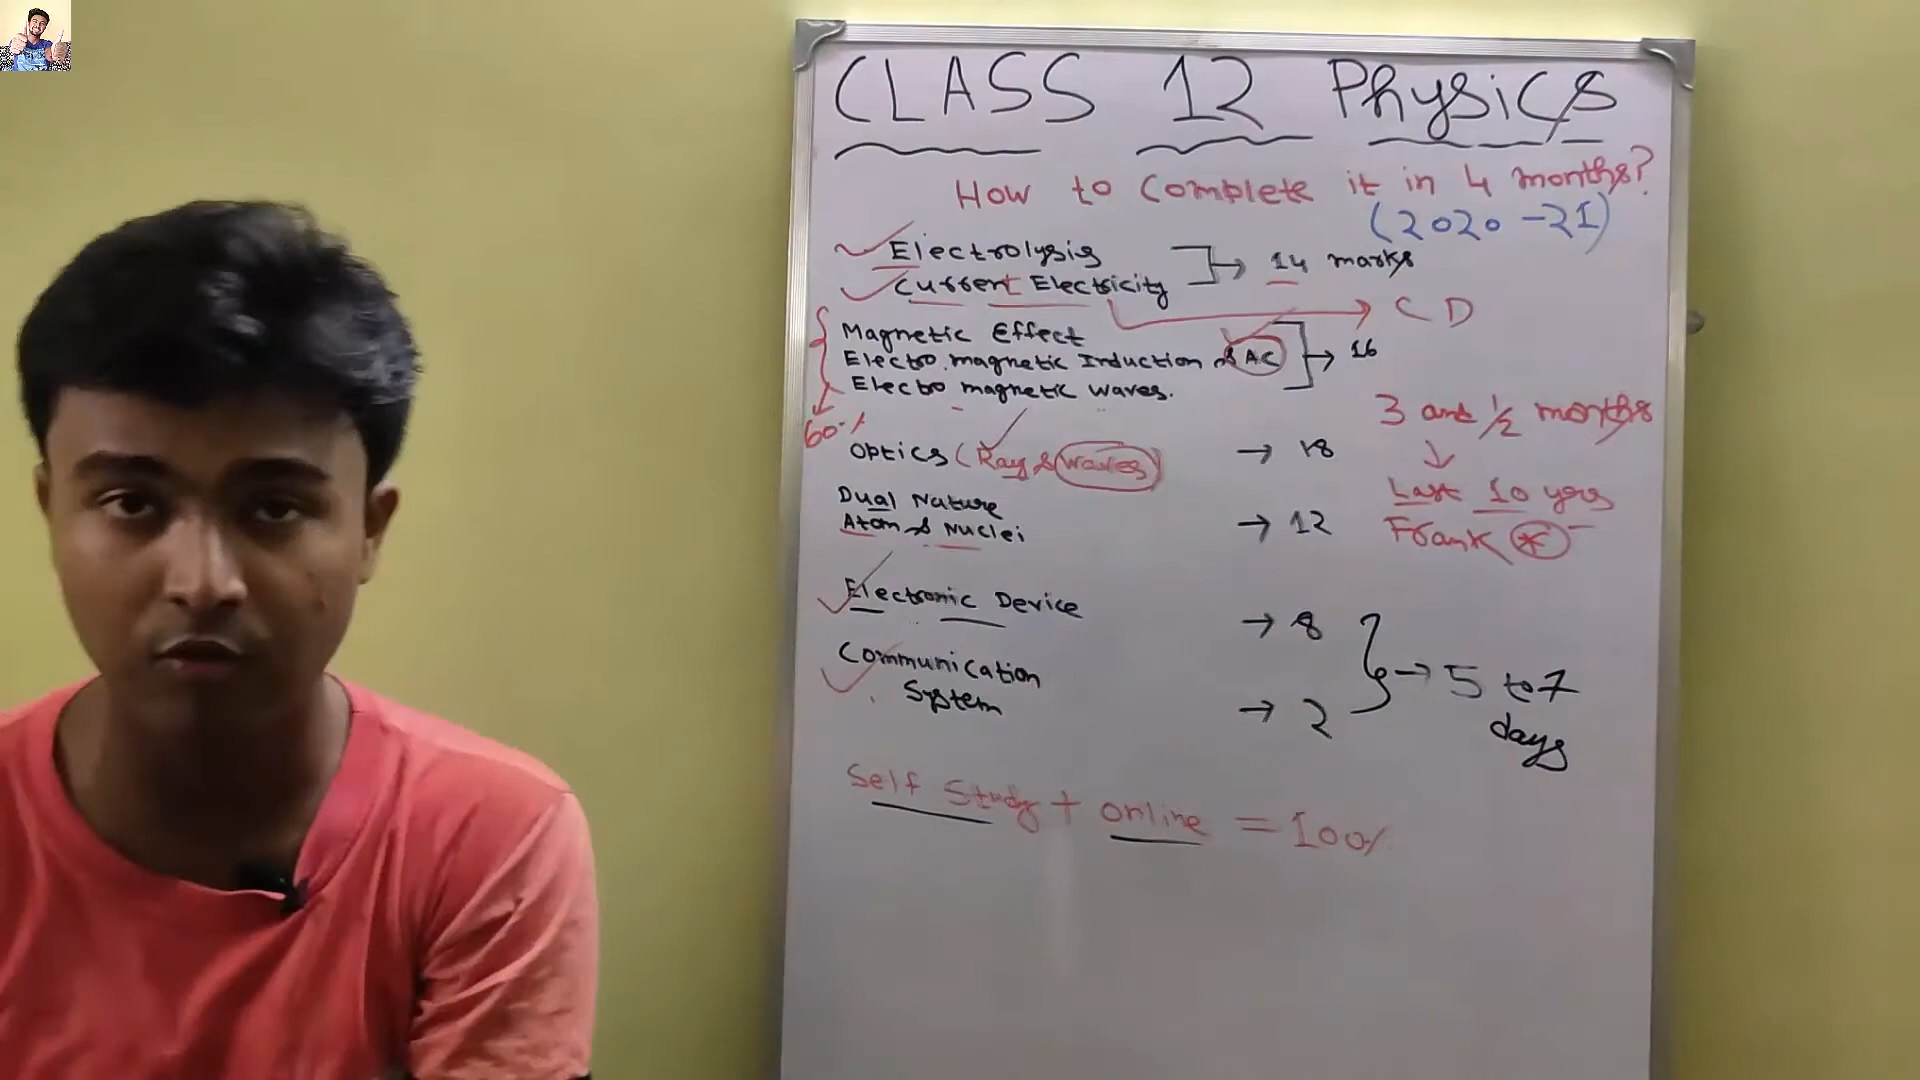 CLASS 12 Physics
How to Complete it in 4 months?
(2020-21)
Electrolysis
Current Electricity
→ 14 marks
→ C D
Magnetic Effect
Electro magnetic Induction & AC
Electro magnetic waves.
→ 16
60%
3 and 1/2 months
Last 10 yrs
Frank *
Optics (Ray & waves) → 18
Dual Nature
Atom & Nuclei → 12
Electronic Device → 8
Communication
System → 2
→ 5 to 7
days
Self Study + online = 100%